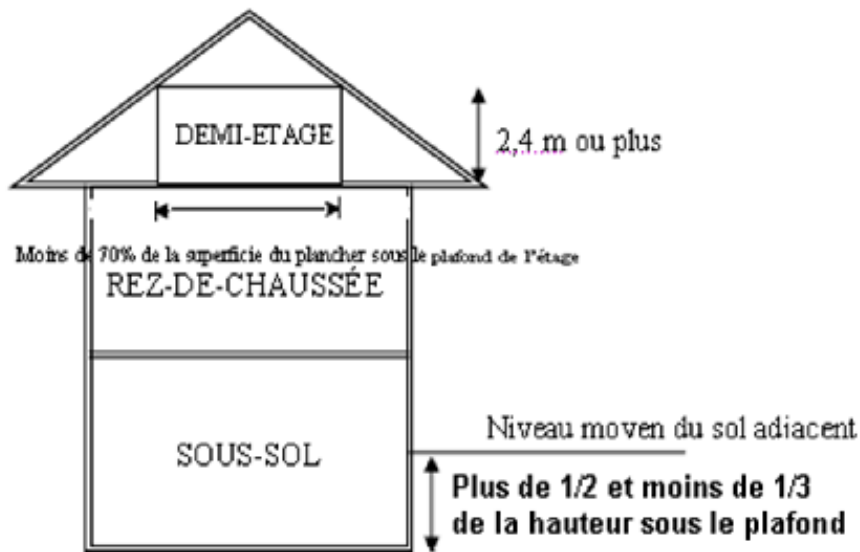 DEMI-ETAGE
2,4 m ou plus
Moins de 70% de la superficie du plancher sous le plafond de l'étage
REZ-DE-CHAUSSÉE
Niveau moyen du sol adjacent
SOUS-SOL
Plus de 1/2 et moins de 1/3
de la hauteur sous le plafond